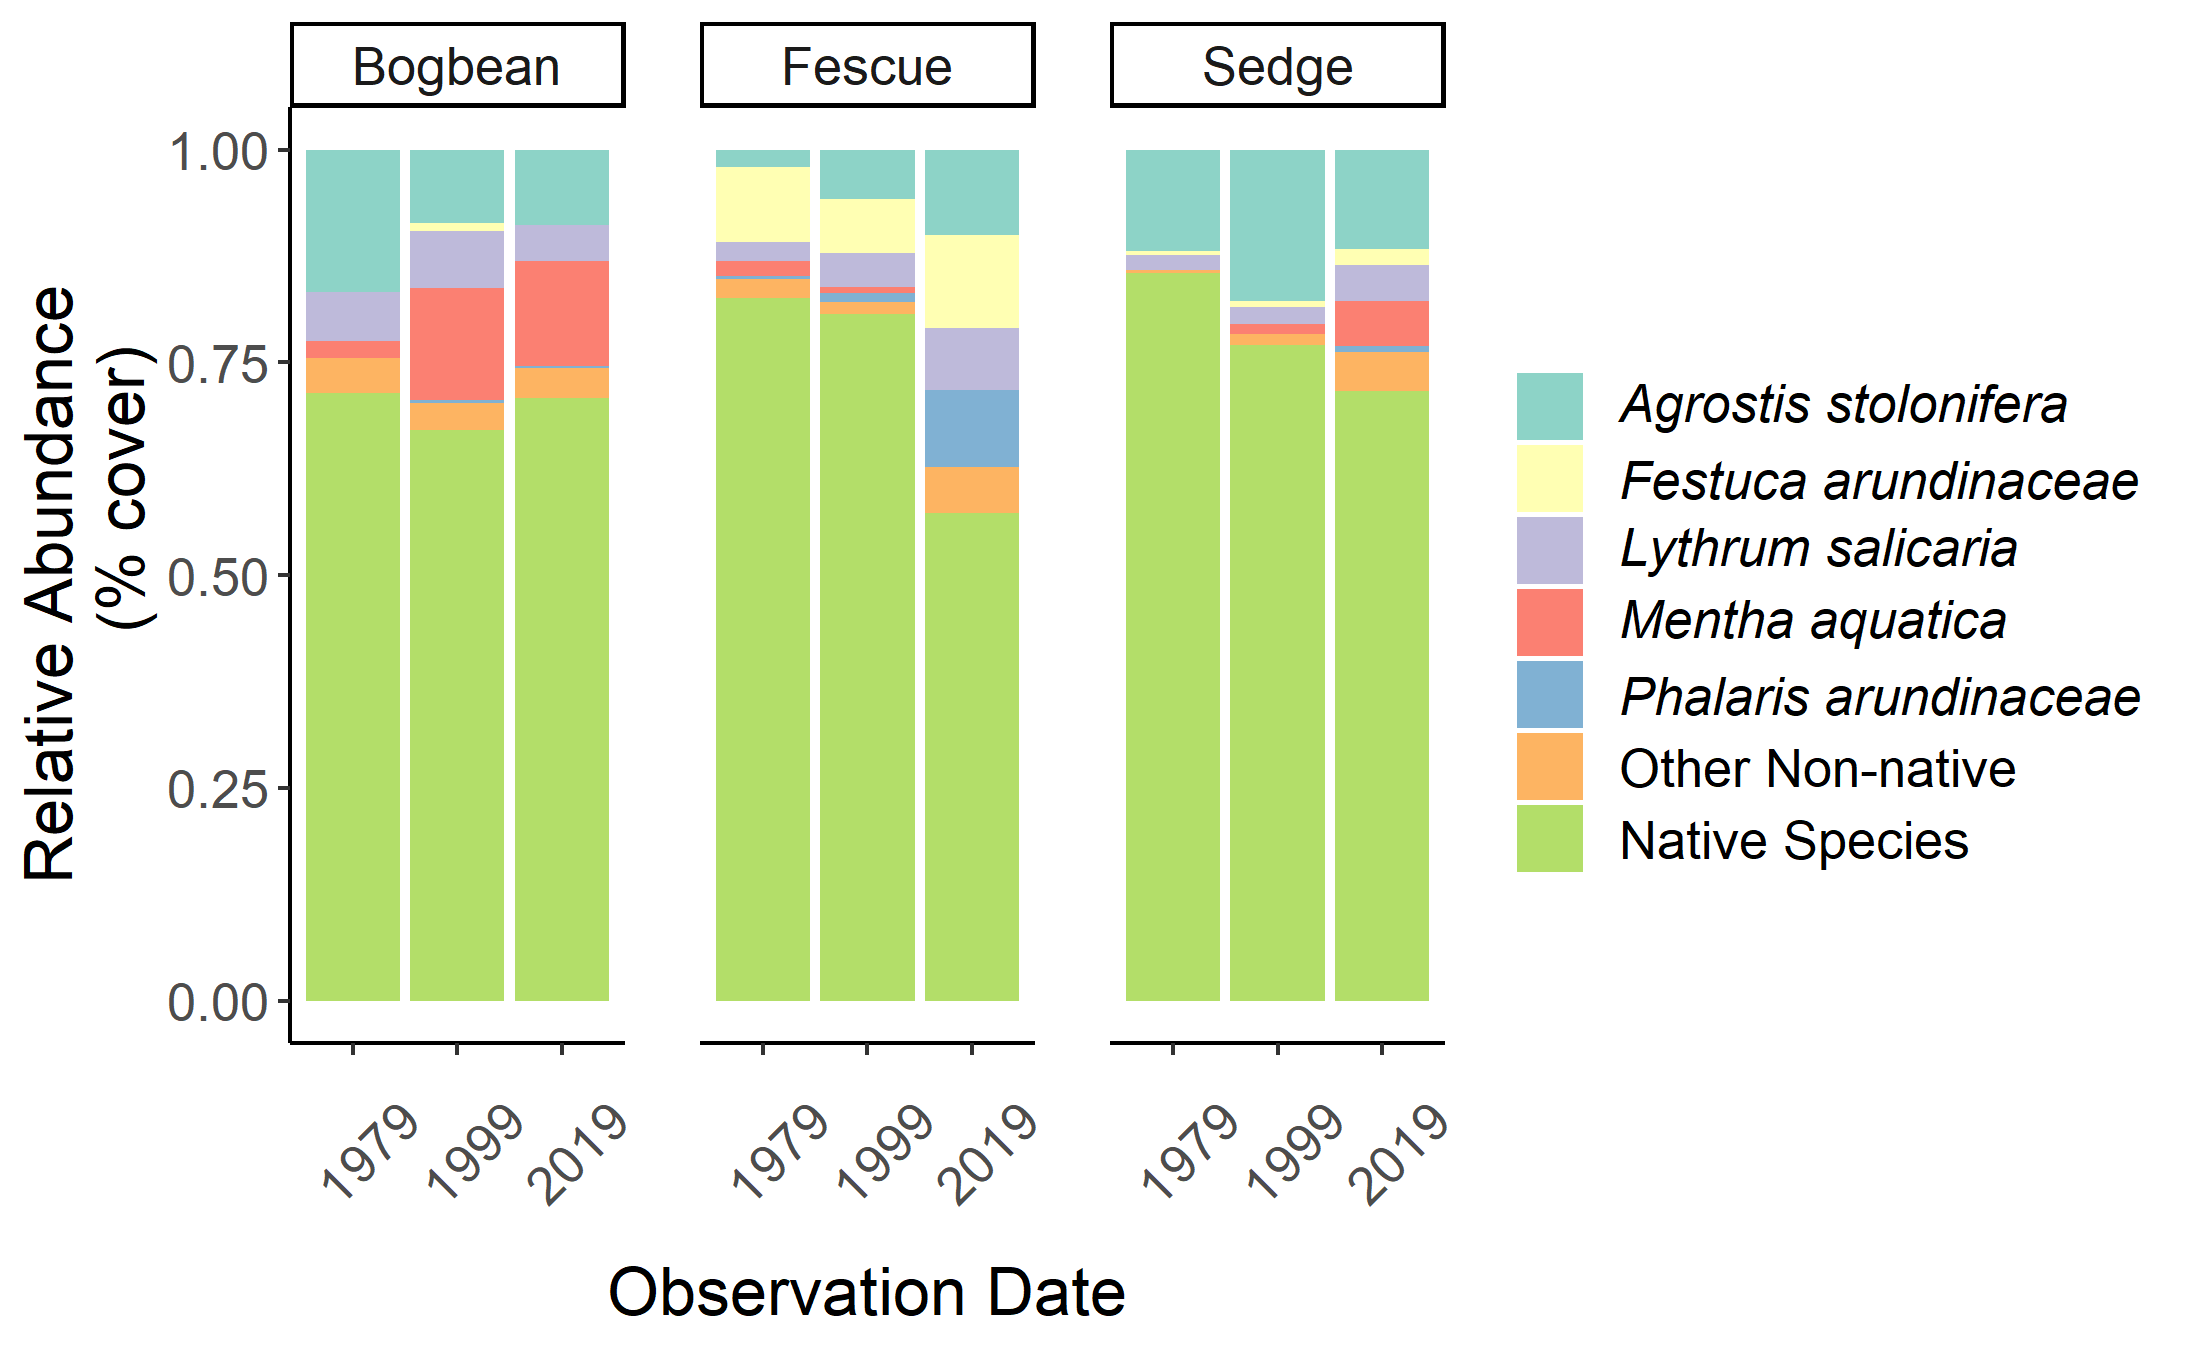 Bogbean
Fescue
Sedge
Relative Abundance
(% cover)
1.00
0.75
0.50
0.25
0.00
1979
1999
2019
1979
1999
2019
1979
1999
2019
Observation Date
Agrostis stolonifera
Festuca arundinaceae
Lythrum salicaria
Mentha aquatica
Phalaris arundinaceae
Other Non-native
Native Species